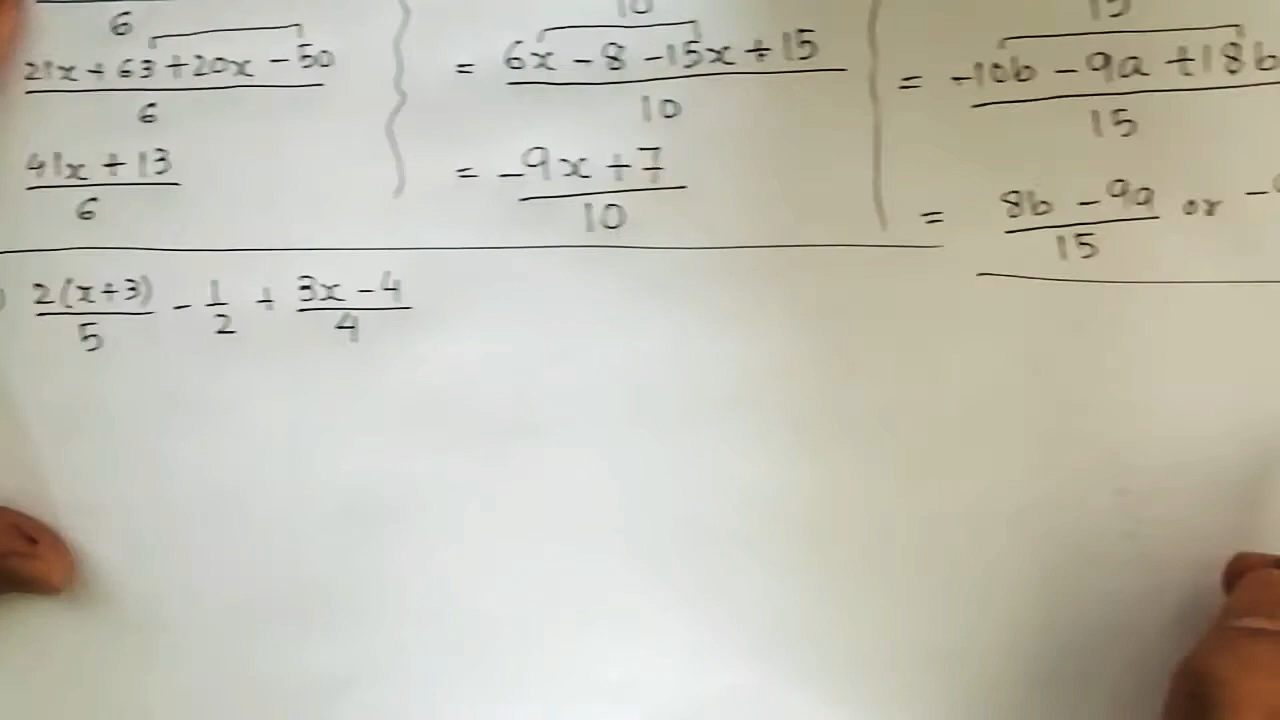 6
21x + 63 + 20x - 50
6
41x + 13
6
10
= 6x - 8 - 15x + 15
10
= -9x + 7
10
15
= -10b - 9a + 18b
15
= 8b - 9a or -
15
2(x+3) - 1 + 3x - 4
5 2 4